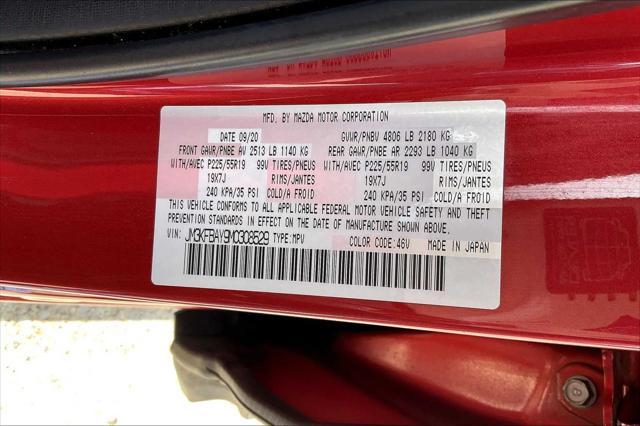 MFD. BY MAZDA MOTOR CORPORATION
DATE 09/20 GVWR/PNBV 4806 LB 2180 KG
FRONT GAWR/PNBE AV 2513 LB 1140 KG REAR GAWR/PNBE AR 2293 LB 1040 KG
WITH/AVEC P225/55R19 99V TIRES/PNEUS WITH/AVEC P225/55R19 99V TIRES/PNEUS
19X7J RIMS/JANTES 19X7J RIMS/JANTES
240 KPA/35 PSI COLD/A FROID 240 KPA/35 PSI COLD/A FROID
THIS VEHICLE CONFORMS TO ALL APPLICABLE FEDERAL MOTOR VEHICLE SAFETY AND THEFT
PREVENTION STANDARDS IN EFFECT ON THE DATE OF MANUFACTURE SHOWN ABOVE.
JM3KFBAY9M0308529 TYPE:MPV COLOR CODE:46V MADE IN JAPAN